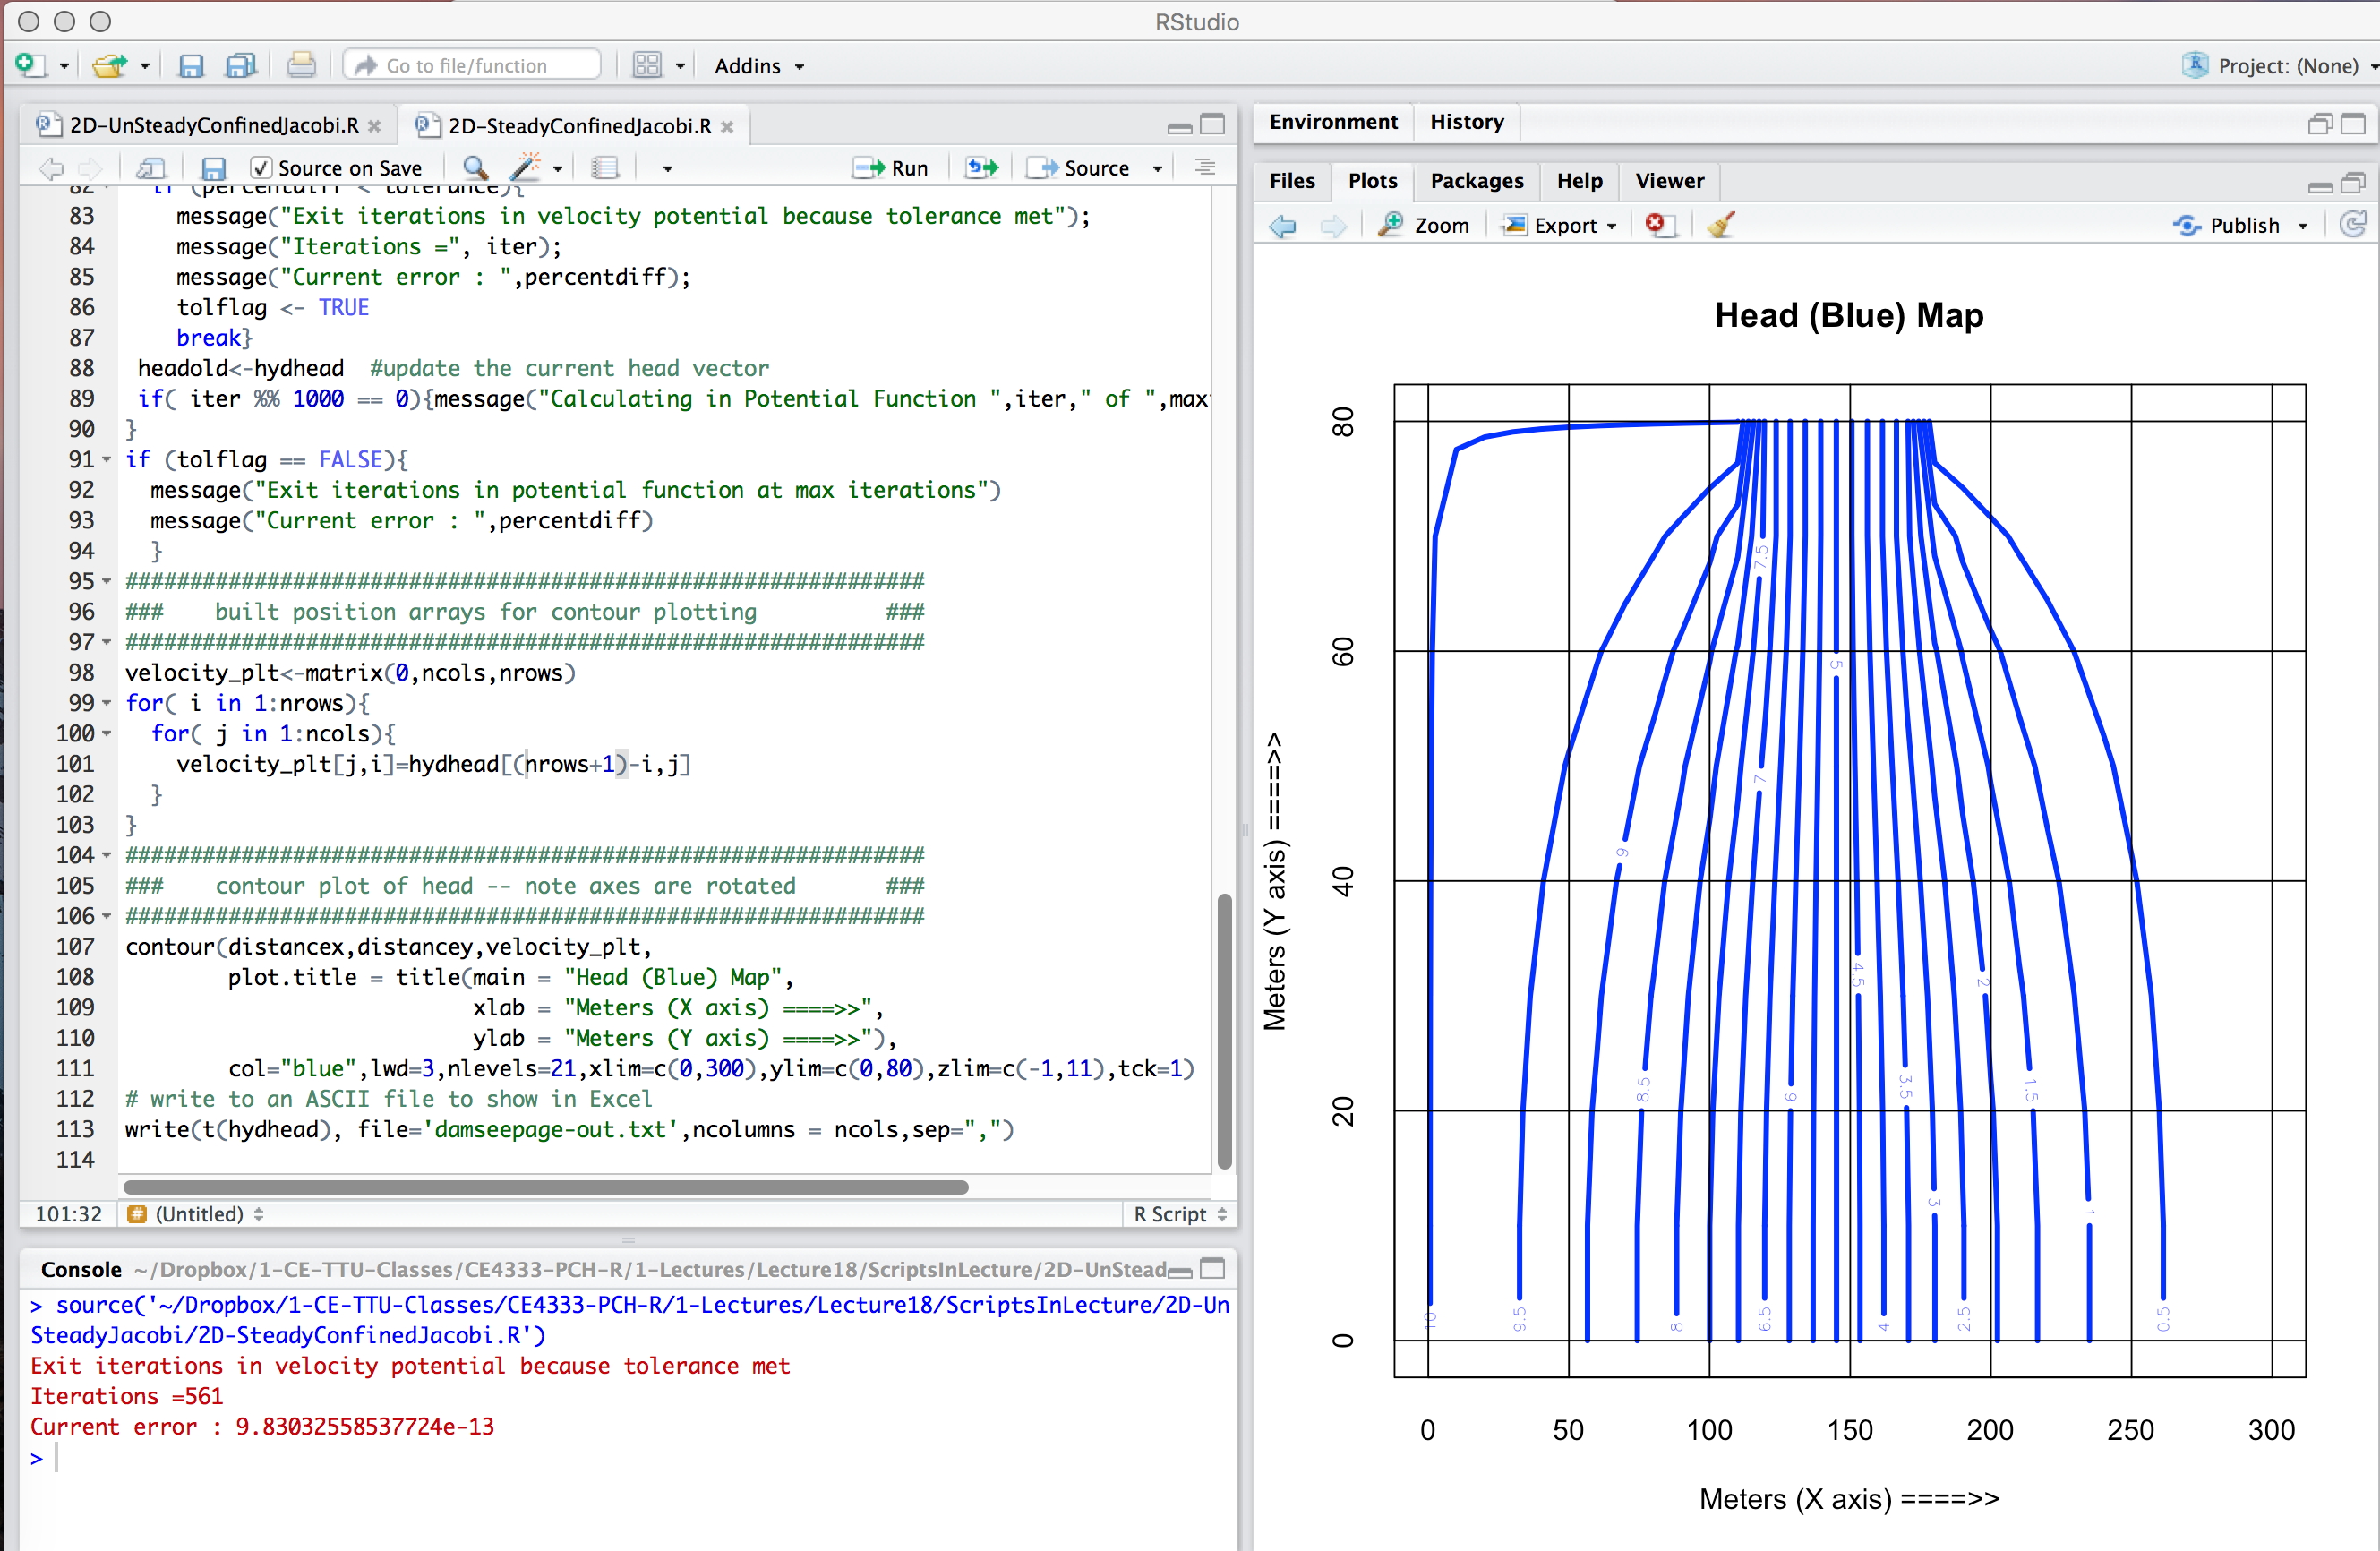 RStudio
Go to file/function
Addins
Project: (None)
2D-UnSteadyConfinedJacobi.R
2D-SteadyConfinedJacobi.R
Source on Save
Run
Source
82 if (percentdiff < tolerance){
83 message("Exit iterations in velocity potential because tolerance met");
84 message("Iterations =", iter);
85 message("Current error : ",percentdiff);
86 tolflag <- TRUE
87 break}
88 headold<-hydhead #update the current head vector
89 if( iter %% 1000 == 0){message("Calculating in Potential Function ",iter," of ",max
90 }
91 if (tolflag == FALSE){
92 message("Exit iterations in potential function at max iterations")
93 message("Current error : ",percentdiff)
94 }
95 ##############################################################
96 ### built position arrays for contour plotting ###
97 ##############################################################
98 velocity_plt<-matrix(0,ncols,nrows)
99 for( i in 1:nrows){
100 for( j in 1:ncols){
101 velocity_plt[j,i]=hydhead[(nrows+1)-i,j]
102 }
103 }
104 ##############################################################
105 ### contour plot of head -- note axes are rotated ###
106 ##############################################################
107 contour(distancex,distancey,velocity_plt,
108 plot.title = title(main = "Head (Blue) Map",
109 xlab = "Meters (X axis) ====>>",
110 ylab = "Meters (Y axis) ====>>"),
111 col="blue",lwd=3,nlevels=21,xlim=c(0,300),ylim=c(0,80),zlim=c(-1,11),tck=1)
112 # write to an ASCII file to show in Excel
113 write(t(hydhead), file='damseepage-out.txt',ncolumns = ncols,sep=",")
114
101:32
# (Untitled)
R Script
Console ~/Dropbox/1-CE-TTU-Classes/CE4333-PCH-R/1-Lectures/Lecture18/ScriptsInLecture/2D-UnStead
> source('~/Dropbox/1-CE-TTU-Classes/CE4333-PCH-R/1-Lectures/Lecture18/ScriptsInLecture/2D-Un
SteadyJacobi/2D-SteadyConfinedJacobi.R')
Exit iterations in velocity potential because tolerance met
Iterations =561
Current error : 9.83032558537724e-13
>
Environment
History
Files
Plots
Packages
Help
Viewer
Zoom
Export
Publish
Head (Blue) Map
80
60
40
20
0
Meters (Y axis) ====>>
7.5
5
7
9
4.5
2
8.5
6
3.5
1.5
3
1
10
9.5
8
6.5
4
2.5
0.5
0
50
100
150
200
250
300
Meters (X axis) ====>>